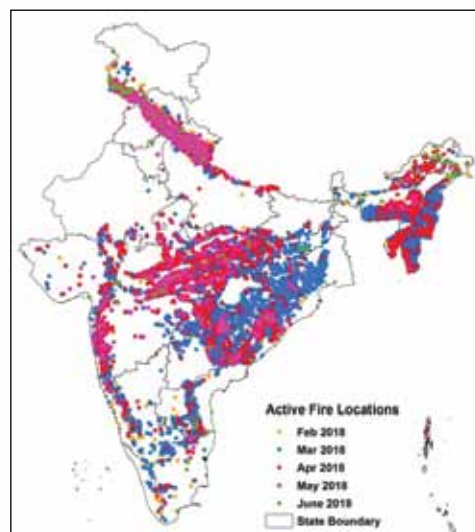 Active Fire Locations
Feb 2018
Mar 2018
Apr 2018
May 2018
June 2018
State Boundary